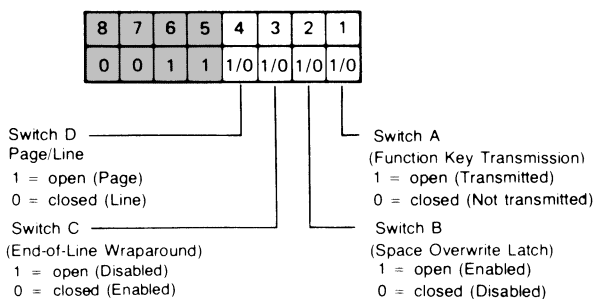 8 7 6 5 4 3 2 1
0 0 1 1 1/0 1/0 1/0 1/0
Switch D
Page/Line
1 = open (Page)
0 = closed (Line)
Switch C
(End-of-Line Wraparound)
1 = open (Disabled)
0 = closed (Enabled)
Switch A
(Function Key Transmission)
1 = open (Transmitted)
0 = closed (Not transmitted)
Switch B
(Space Overwrite Latch)
1 = open (Enabled)
0 = closed (Disabled)